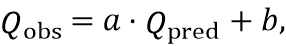 Q_obs = a · Q_pred + b,